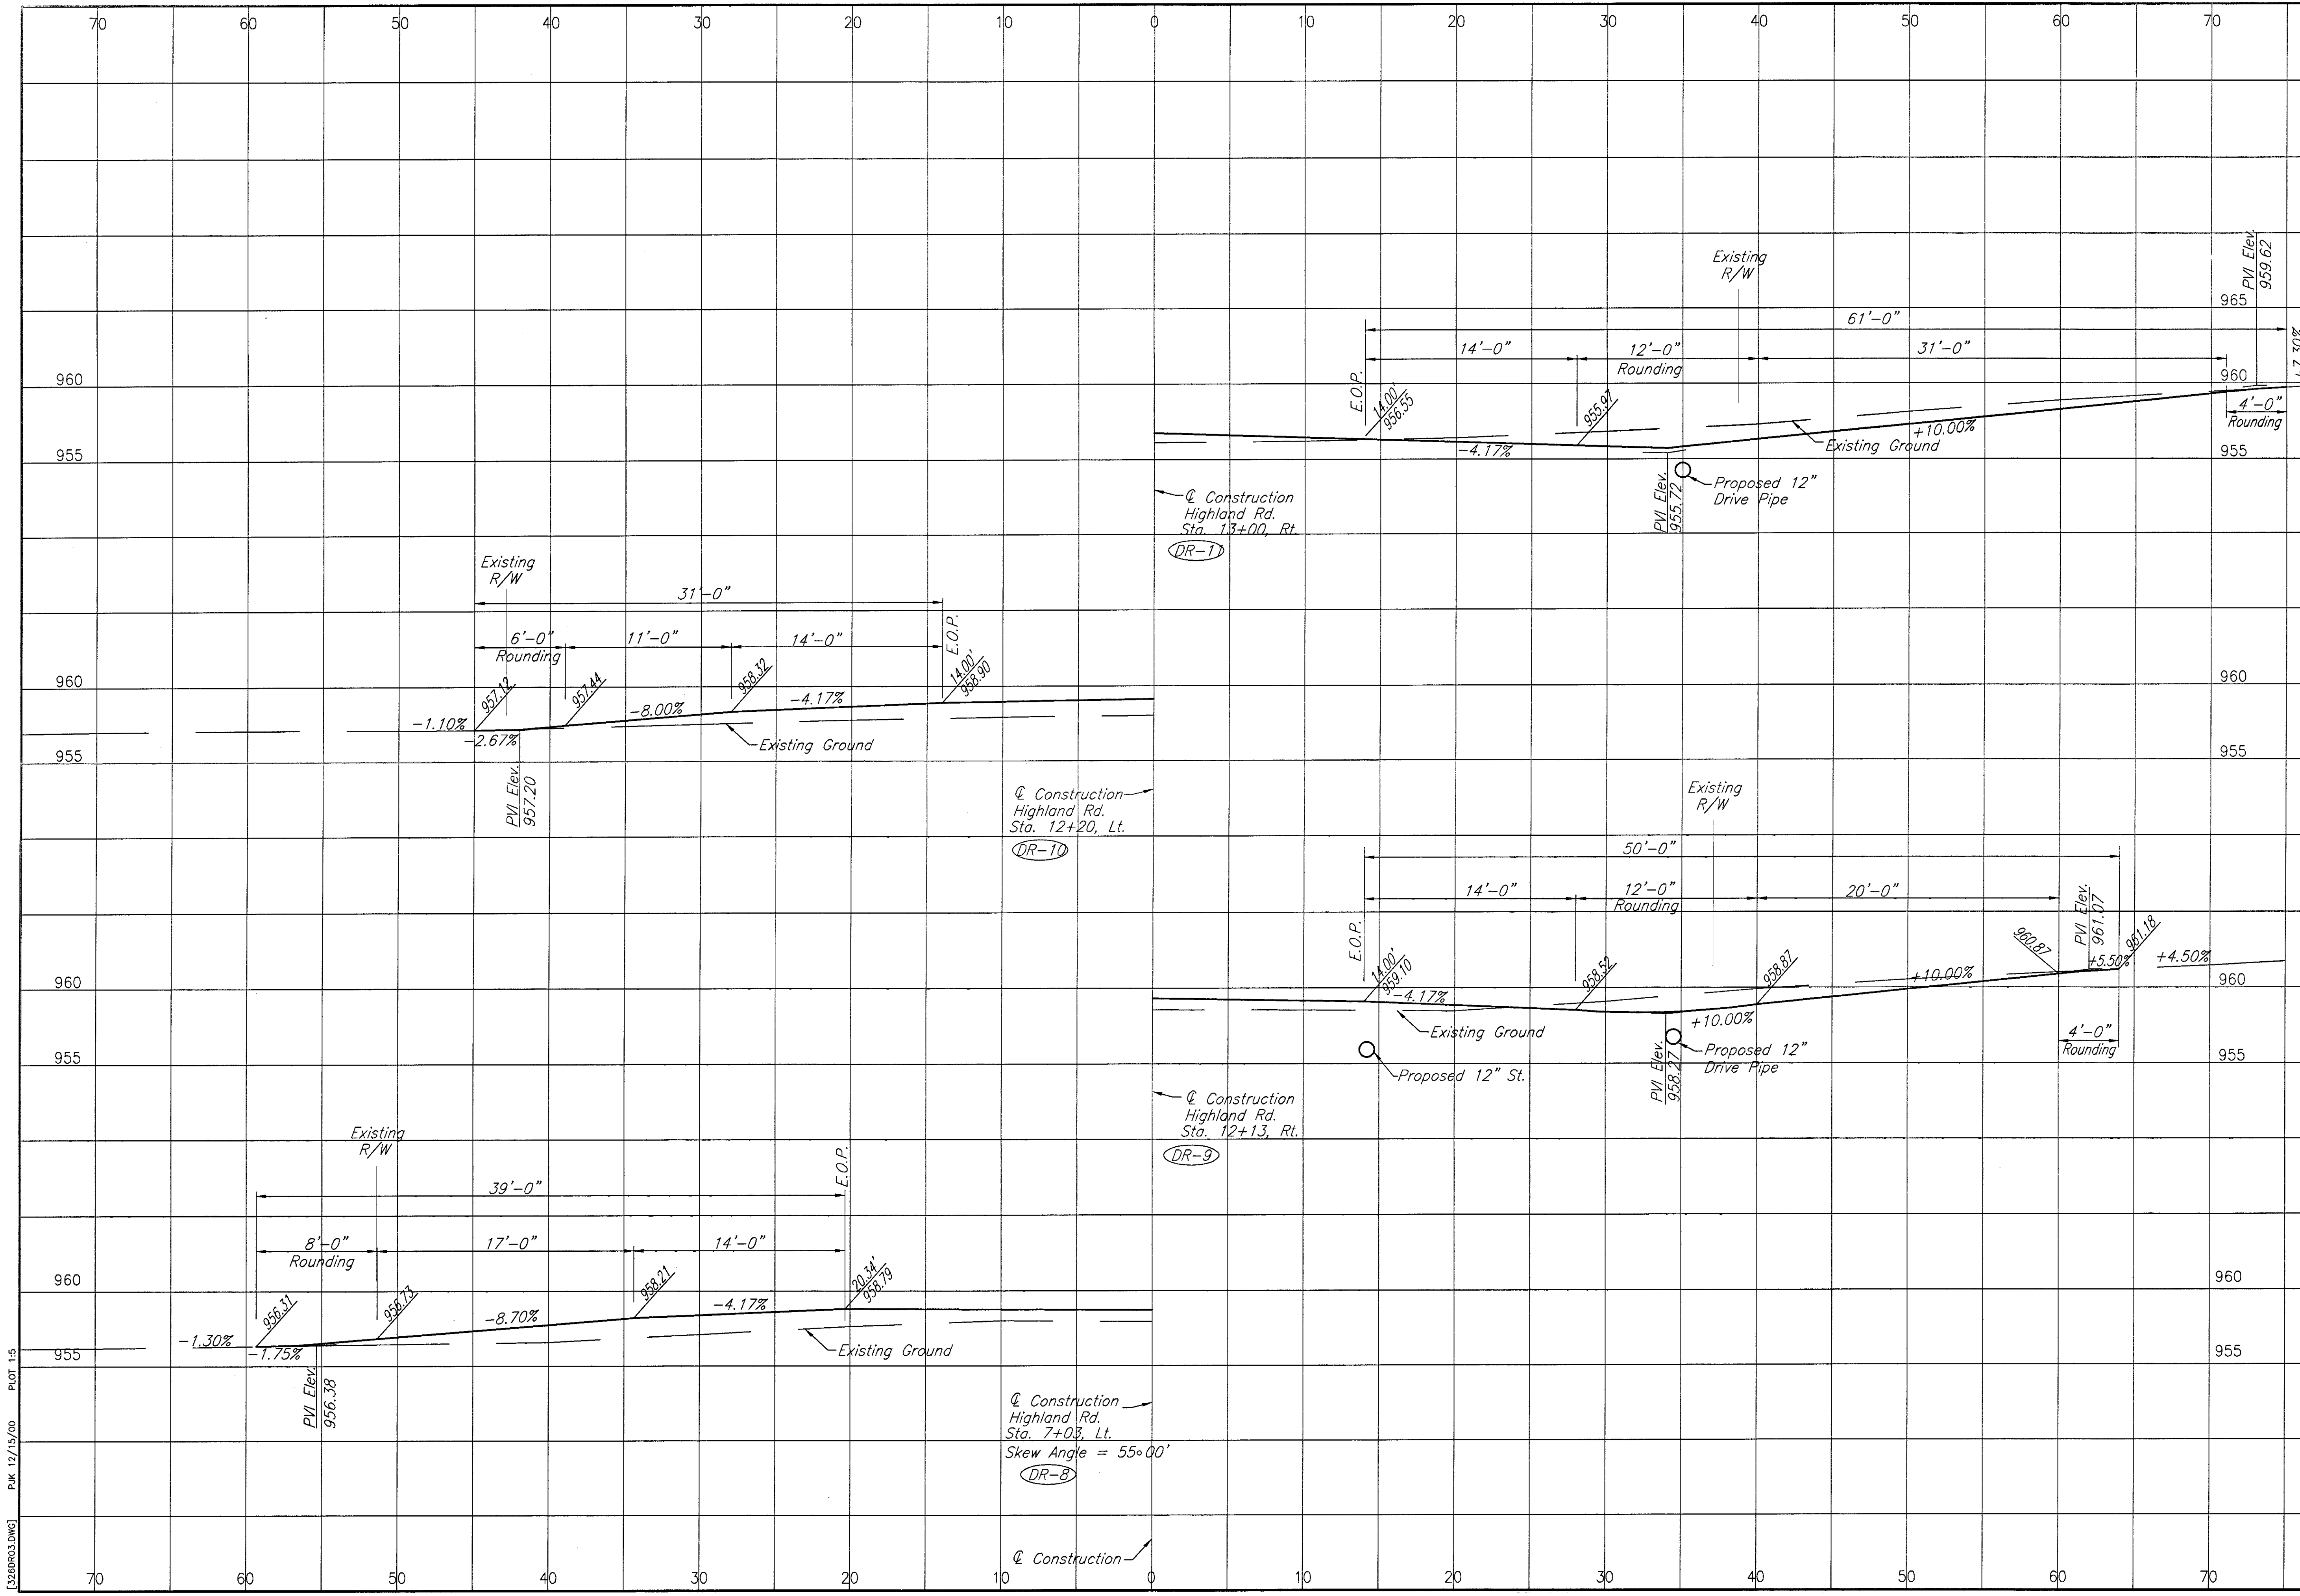 70 60 50 40 30 20 10 0 10 20 30 40 50 60 70
PVI Elev.
959.62
Existing
R/W
965
61'-0"
+7.30%
14'-0" 12'-0" 31'-0"
Rounding
960 960
E.O.P.
14.00'
956.55
955.97
4'-0"
Rounding
+10.00%
Existing Ground
-4.17%
955 955
PVI Elev.
955.72
Proposed 12"
Drive Pipe
℄ Construction
Highland Rd.
Sta. 13+00, Rt.
DR-11
Existing
R/W
31'-0"
6'-0" 11'-0" 14'-0"
Rounding
E.O.P.
957.12
957.44
958.32
14.00'
958.90
960 960
-1.10%
-2.67%
-8.00%
-4.17%
Existing Ground
955 955
PVI Elev.
957.20
℄ Construction
Highland Rd.
Sta. 12+20, Lt.
DR-10
Existing
R/W
50'-0"
14'-0" 12'-0" 20'-0"
Rounding
E.O.P.
14.00'
959.10
958.52
958.87
960.87
PVI Elev.
961.07
961.18
+5.50%
+4.50%
960 960
-4.17%
+10.00%
+10.00%
Existing Ground
4'-0"
Rounding
955 955
Proposed 12" St.
PVI Elev.
958.27
Proposed 12"
Drive Pipe
℄ Construction
Highland Rd.
Sta. 12+13, Rt.
DR-9
Existing
R/W
E.O.P.
39'-0"
8'-0" 17'-0" 14'-0"
Rounding
956.31
956.73
958.21
20.34'
958.79
960 960
-1.30%
-1.75%
-8.70%
-4.17%
Existing Ground
955 955
PVI Elev.
956.38
℄ Construction
Highland Rd.
Sta. 7+03, Lt.
Skew Angle = 55°00'
DR-8
℄ Construction
70 60 50 40 30 20 10 0 10 20 30 40 50 60 70
[326DR03.DWG] PJK 12/15/00 PLOT 1:5